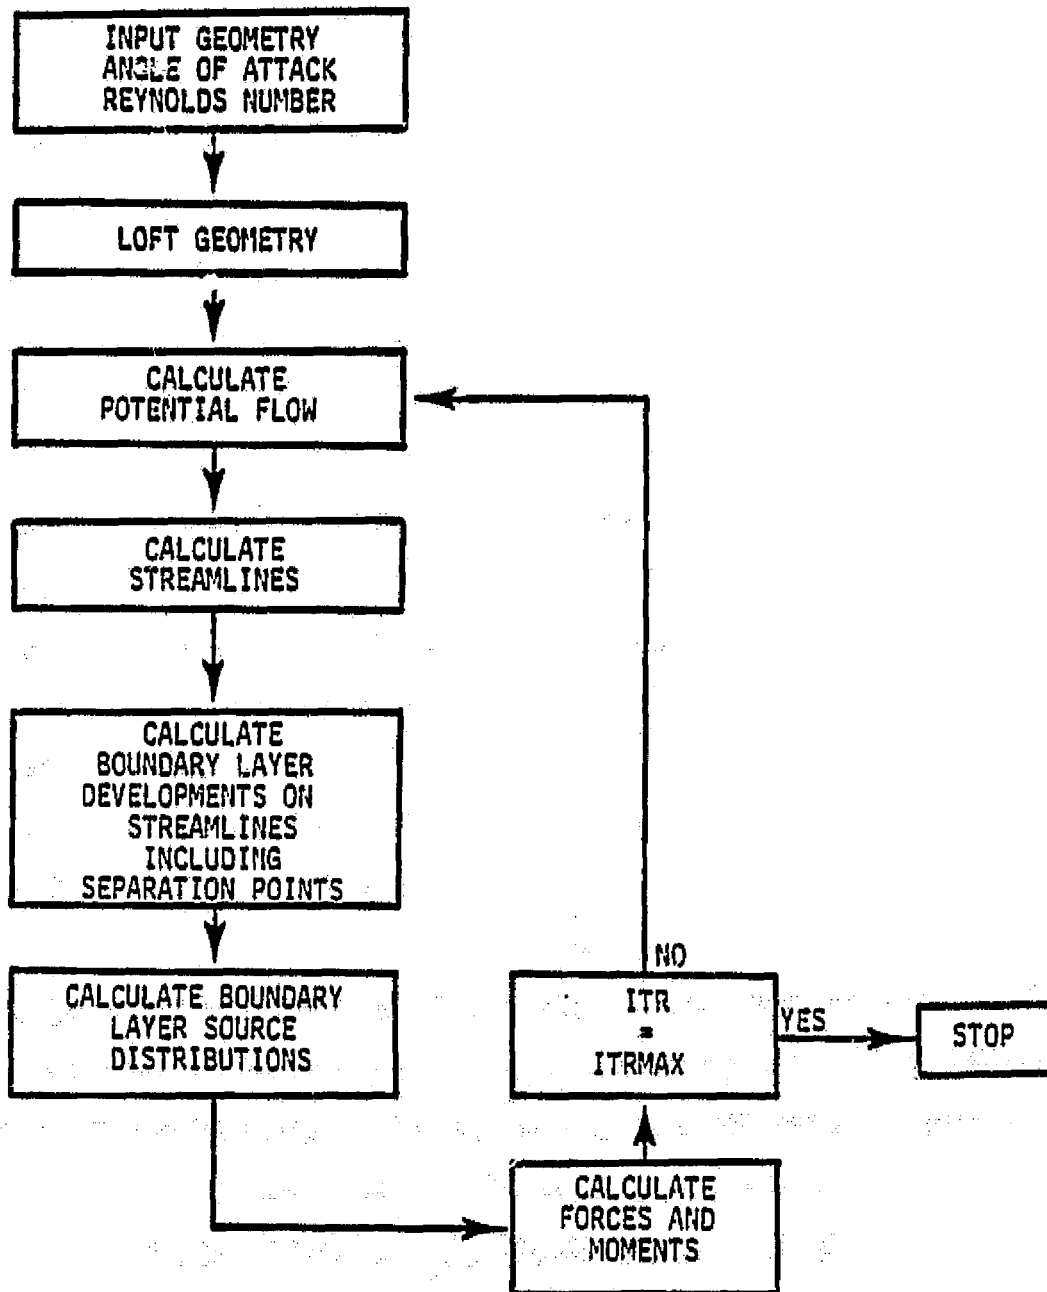 INPUT GEOMETRY
ANGLE OF ATTACK
REYNOLDS NUMBER
LOFT GEOMETRY
CALCULATE
POTENTIAL FLOW
CALCULATE
STREAMLINES
CALCULATE
BOUNDARY LAYER
DEVELOPMENTS ON
STREAMLINES
INCLUDING
SEPARATION POINTS
CALCULATE BOUNDARY
LAYER SOURCE
DISTRIBUTIONS
CALCULATE
FORCES AND
MOMENTS
ITR
=
ITRMAX
NO
YES
STOP